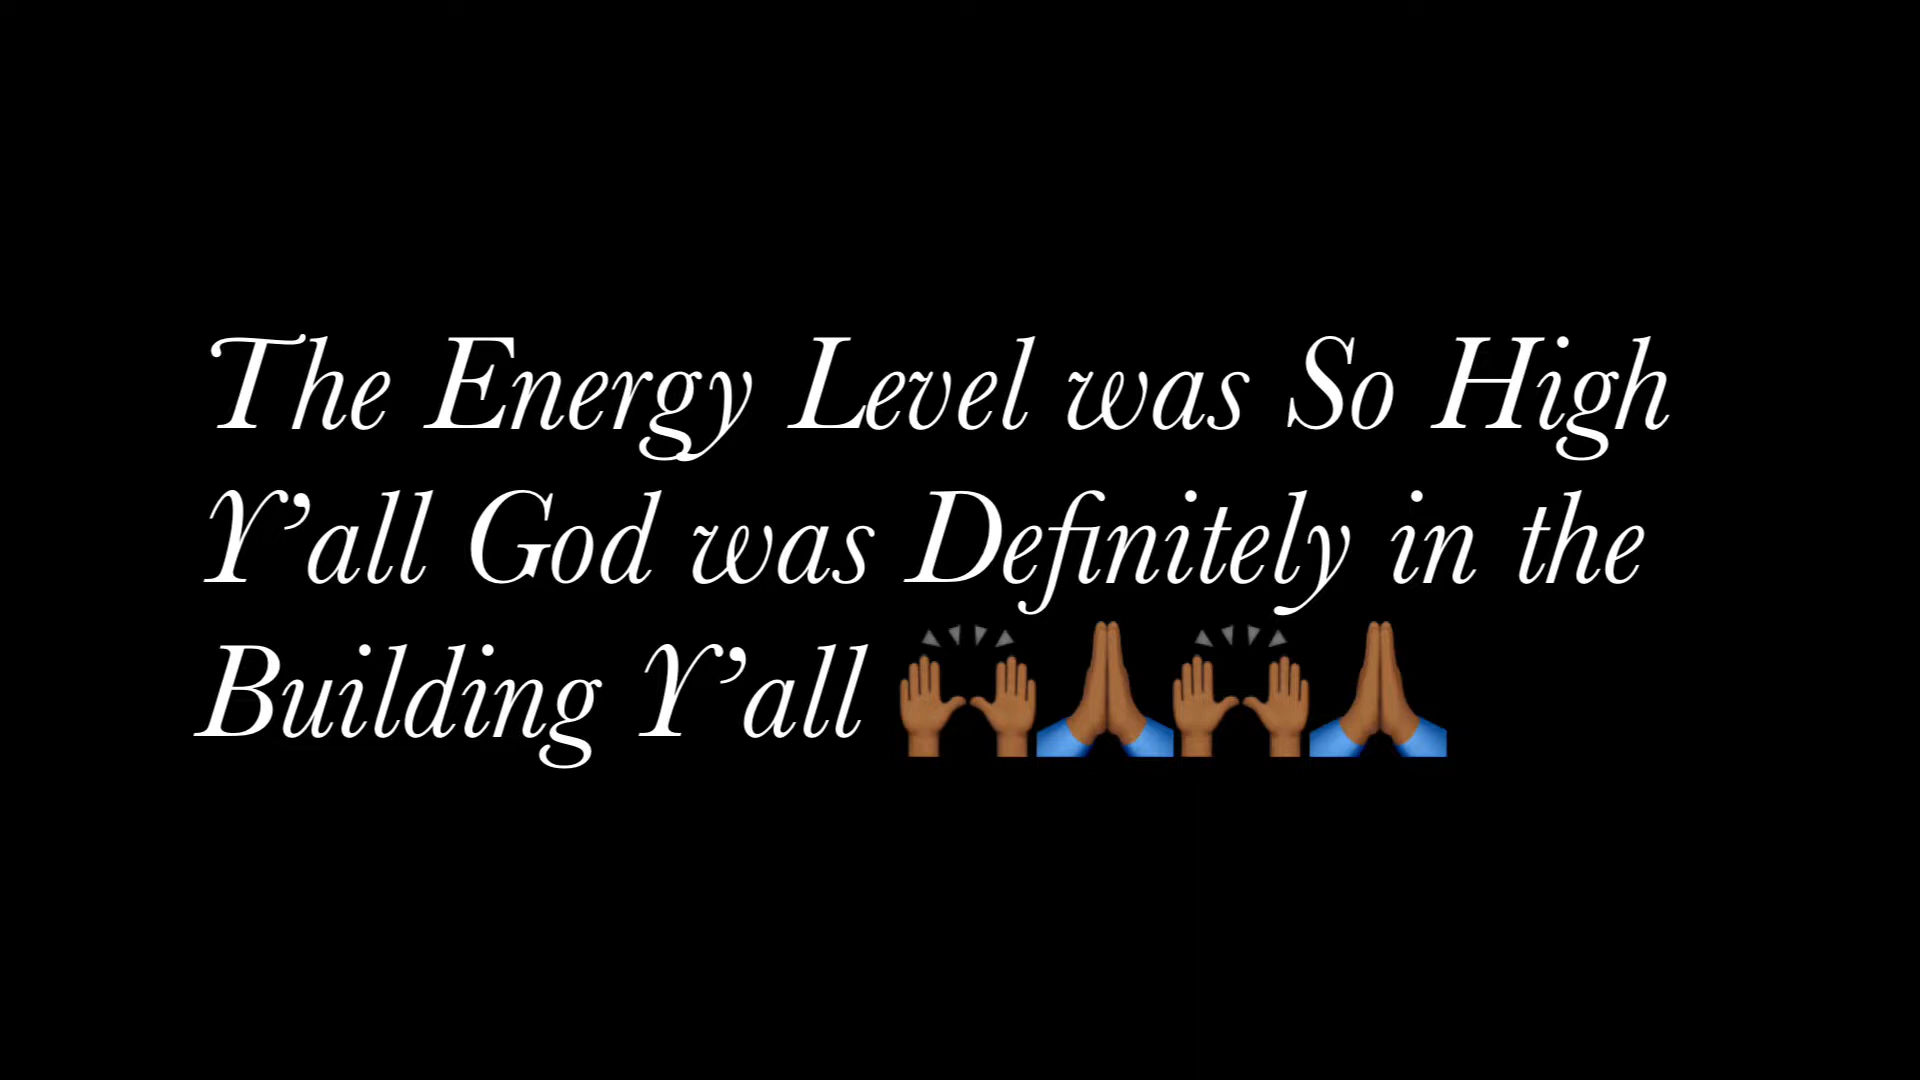 The Energy Level was So High
Y’all God was Definitely in the
Building Y’all 🙌🏾🙏🏾🙌🏾🙏🏾